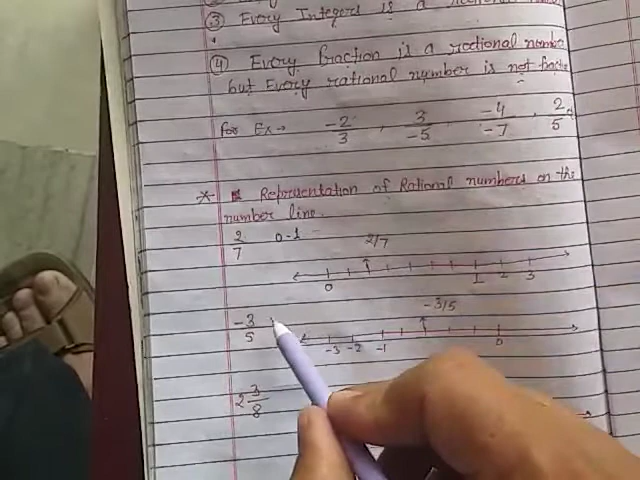 ③ Every Integers is a
④ Every fraction is a rational number
but Every rational number is not
for Ex→ -2/3 , 3/-5 , -4/-7 , 2/5
* Representation of Rational numbers on the
number line.
2/7 0-1 2/7
0 1 2 3
-3/5 -3/5
-3 -2 -1 0
2 3/8